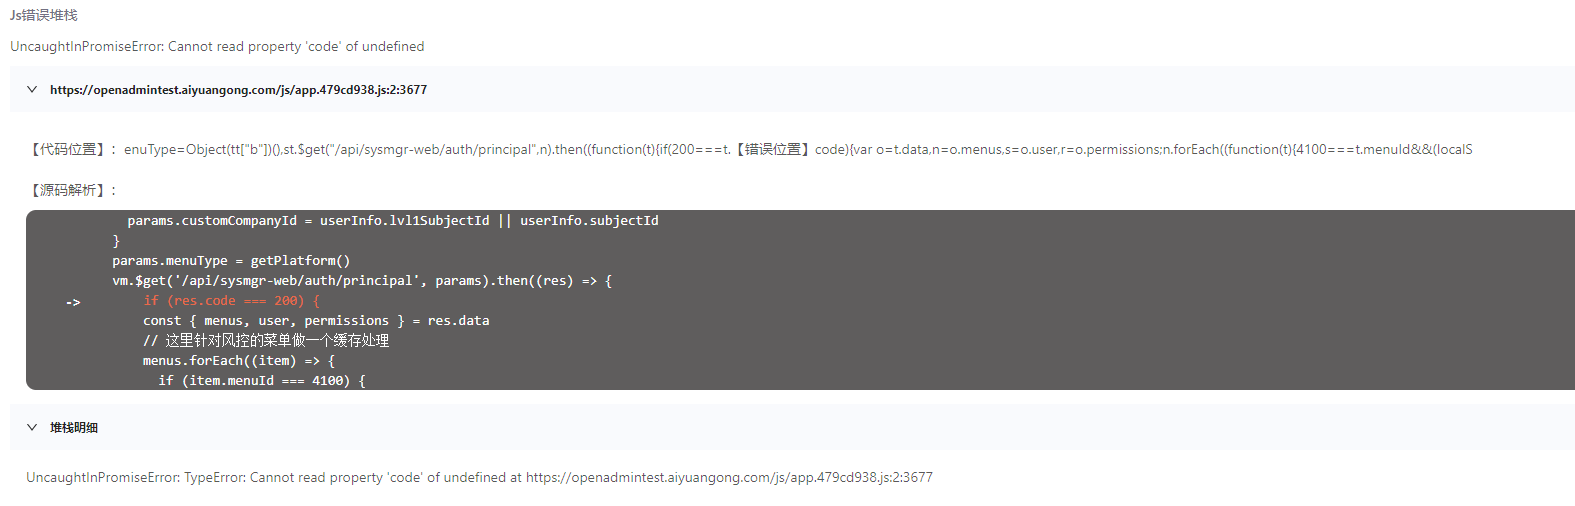 Js错误堆栈
UncaughtInPromiseError: Cannot read property 'code' of undefined
https://openadmintest.aiyuangong.com/js/app.479cd938.js:2:3677
【代码位置】：enuType=Object(tt["b"])(),st.$get("/api/sysmgr-web/auth/principal",n).then((function(t){if(200===t.【错误位置】code){var o=t.data,n=o.menus,s=o.user,r=o.permissions;n.forEach((function(t){4100===t.menuId&&(localS
【源码解析】：
params.customCompanyId = userInfo.lvl1SubjectId || userInfo.subjectId
}
params.menuType = getPlatform()
vm.$get('/api/sysmgr-web/auth/principal', params).then((res) => {
-> if (res.code === 200) {
const { menus, user, permissions } = res.data
// 这里针对风控的菜单做一个缓存处理
menus.forEach((item) => {
if (item.menuId === 4100) {
堆栈明细
UncaughtInPromiseError: TypeError: Cannot read property 'code' of undefined at https://openadmintest.aiyuangong.com/js/app.479cd938.js:2:3677